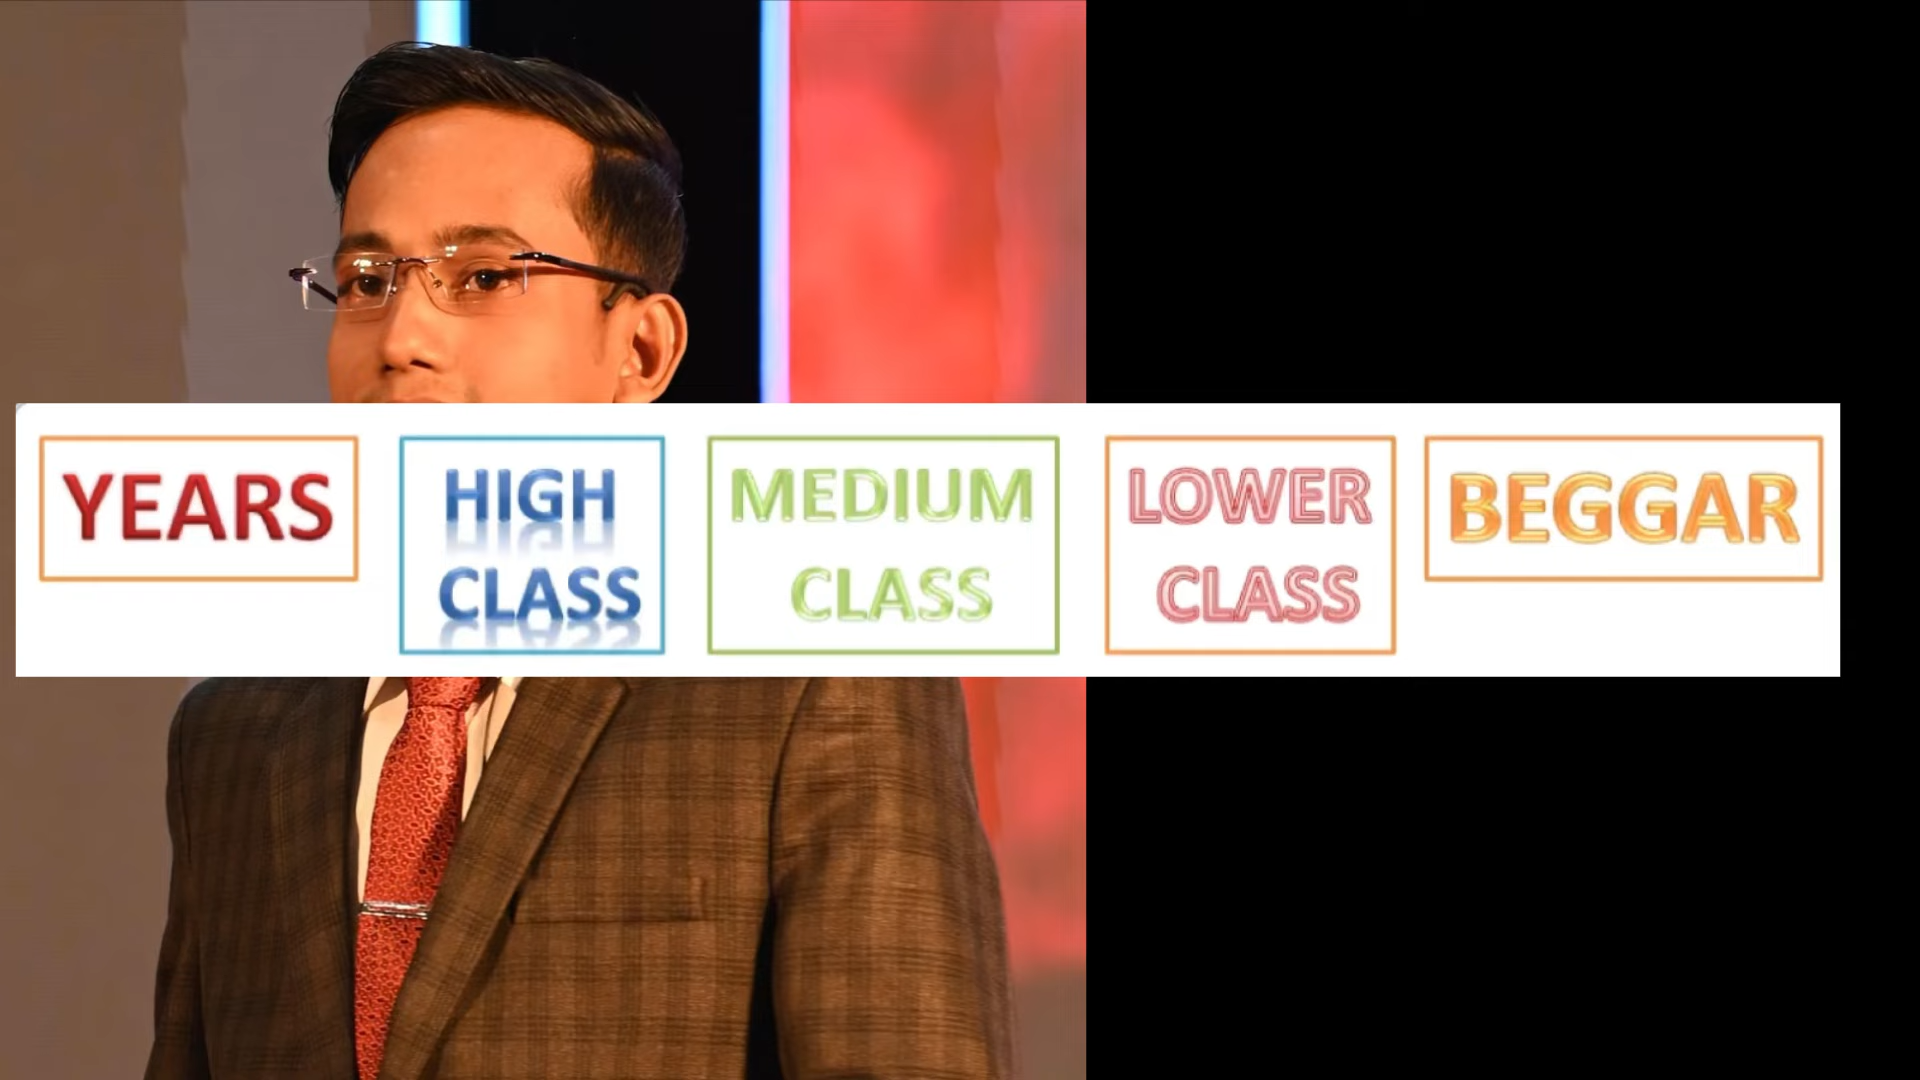 YEARS
HIGH
CLASS
MEDIUM
CLASS
LOWER
CLASS
BEGGAR